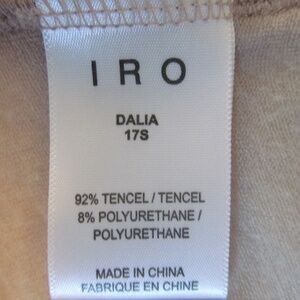 IRO
DALIA
17S
92% TENCEL / TENCEL
8% POLYURETHANE /
POLYURETHANE
MADE IN CHINA
FABRIQUE EN CHINE